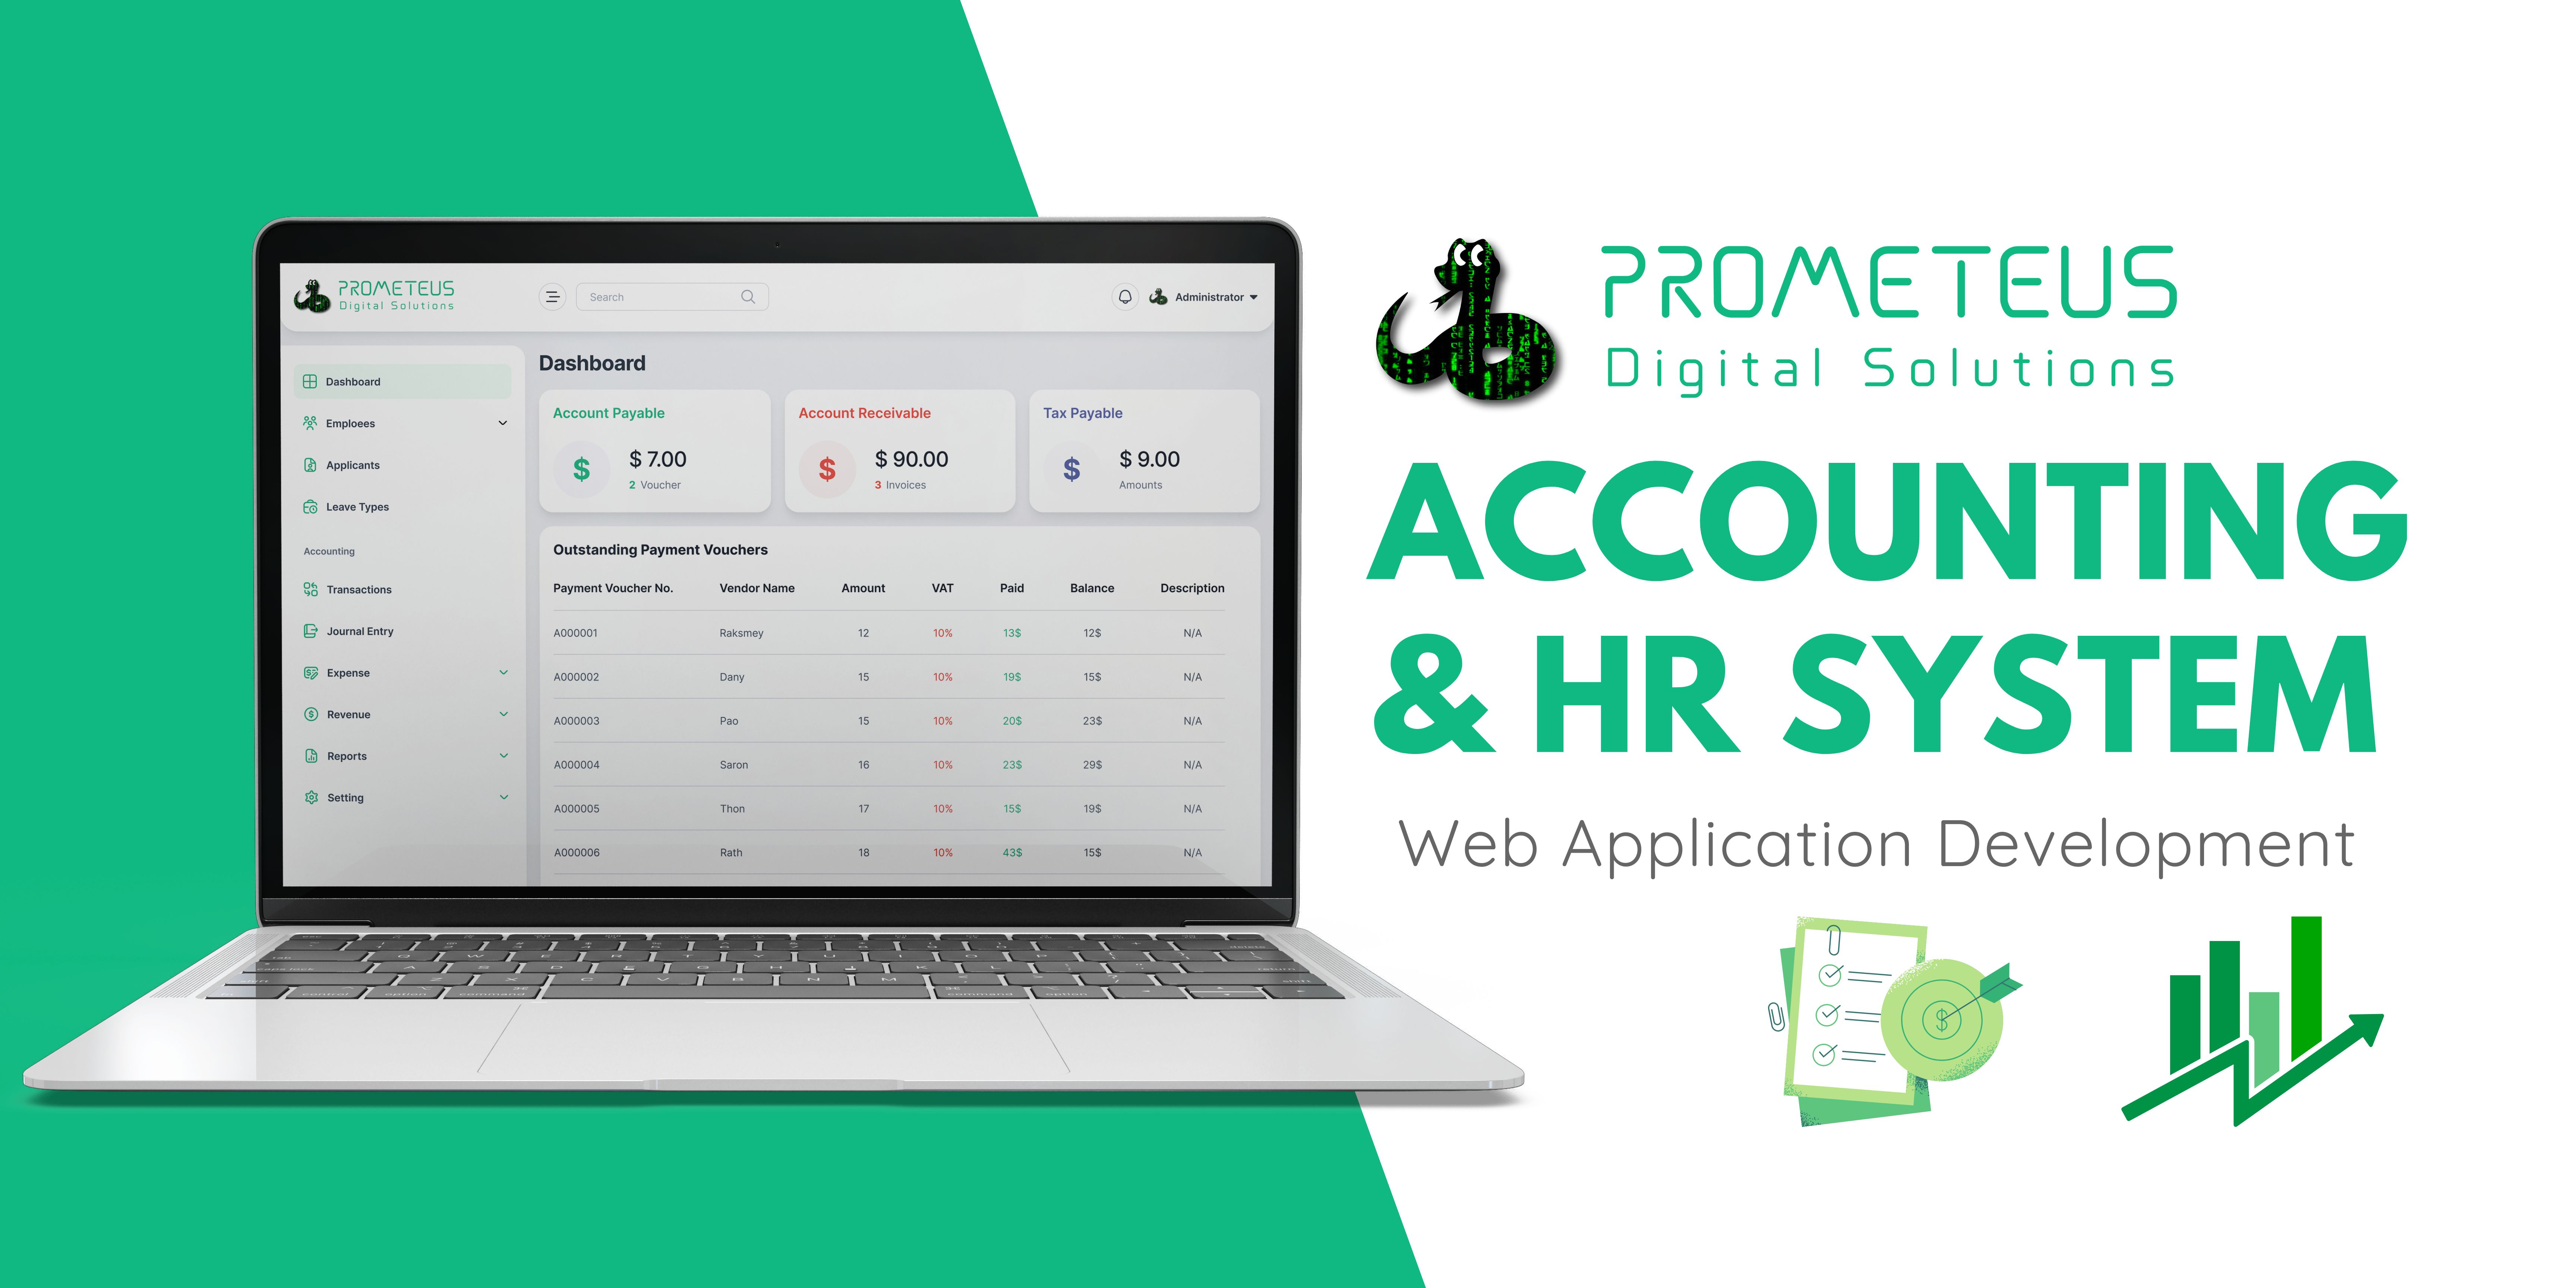 PROMETEUS
Digital Solutions
Search
Administrator
Dashboard
Emploees
Applicants
Leave Types
Accounting
Transactions
Journal Entry
Expense
Revenue
Reports
Setting
Dashboard
Account Payable
$ $ 7.00
2 Voucher
Account Receivable
$ $ 90.00
3 Invoices
Tax Payable
$ $ 9.00
Amounts
Outstanding Payment Vouchers
Payment Voucher No. Vendor Name Amount VAT Paid Balance Description
A000001 Raksmey 12 10% 13$ 12$ N/A
A000002 Dany 15 10% 19$ 15$ N/A
A000003 Pao 15 10% 20$ 23$ N/A
A000004 Saron 16 10% 23$ 29$ N/A
A000005 Thon 17 10% 15$ 19$ N/A
A000006 Rath 18 10% 43$ 15$ N/A
PROMETEUS
Digital Solutions
ACCOUNTING
& HR SYSTEM
Web Application Development
$